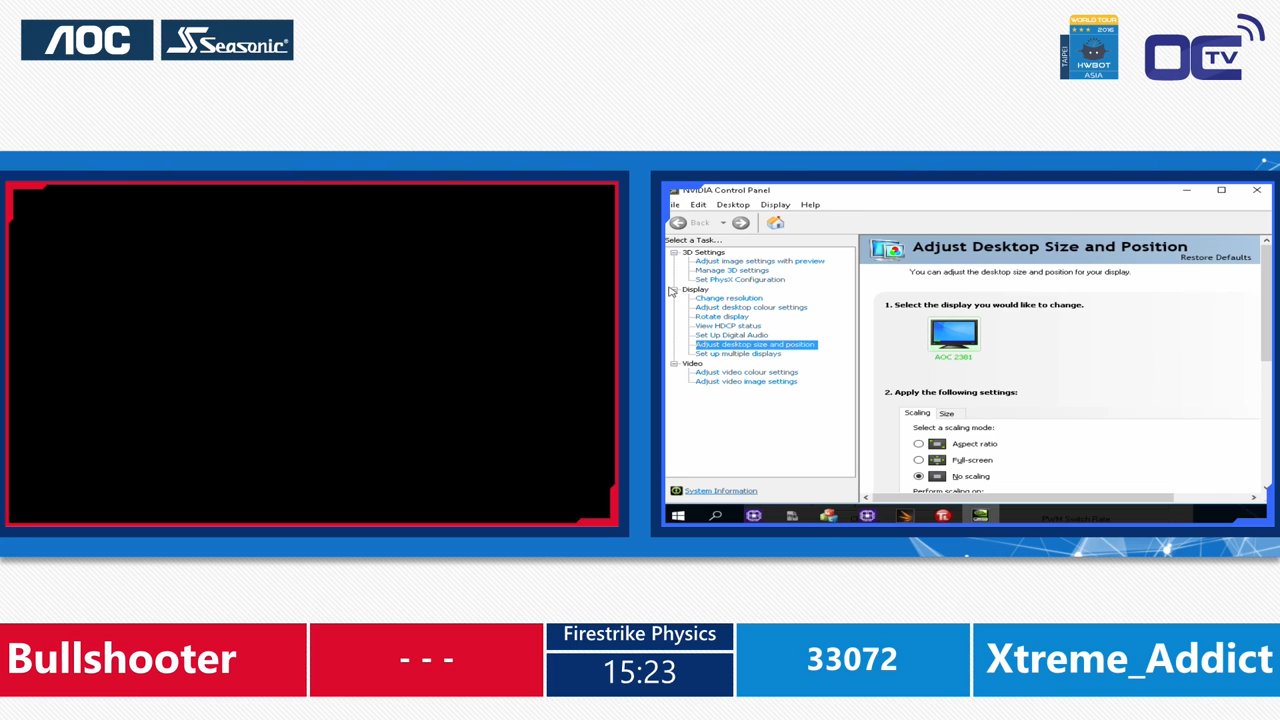 AOC
Seasonic
WORLD TOUR
2016
TAIPEI
HWBOT
ASIA
OC TV
NVIDIA Control Panel
ile Edit Desktop Display Help
Back
Select a Task...
3D Settings
Adjust image settings with preview
Manage 3D settings
Set PhysX Configuration
Display
Change resolution
Adjust desktop colour settings
Rotate display
View HDCP status
Set Up Digital Audio
Adjust desktop size and position
Set up multiple displays
Video
Adjust video colour settings
Adjust video image settings
System Information
Adjust Desktop Size and Position
Restore Defaults
You can adjust the desktop size and position for your display.
1. Select the display you would like to change.
AOC 2381
2. Apply the following settings:
Scaling Size
Select a scaling mode:
Aspect ratio
Full-screen
No scaling
Perform scaling on:
PWM Switch Rate
Bullshooter
- - -
Firestrike Physics
15:23
33072
Xtreme_Addict